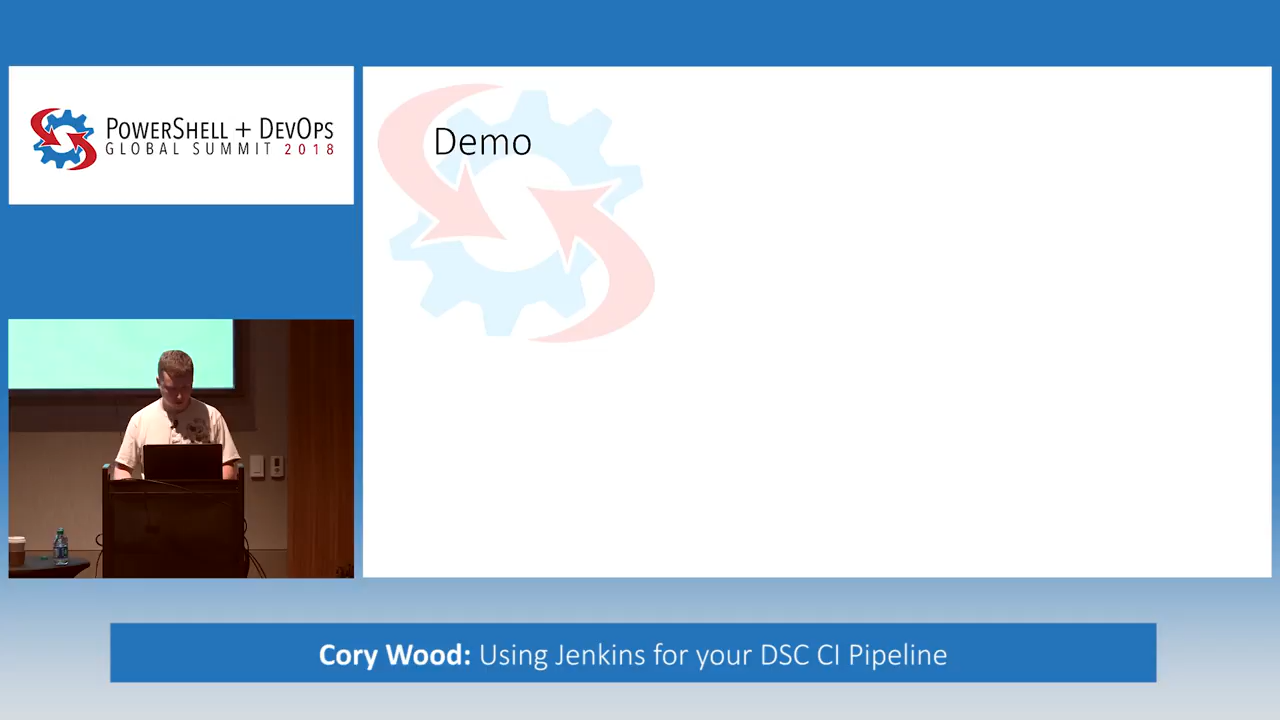 POWERSHELL + DEVOPS
GLOBAL SUMMIT 2018
Demo
Cory Wood: Using Jenkins for your DSC CI Pipeline